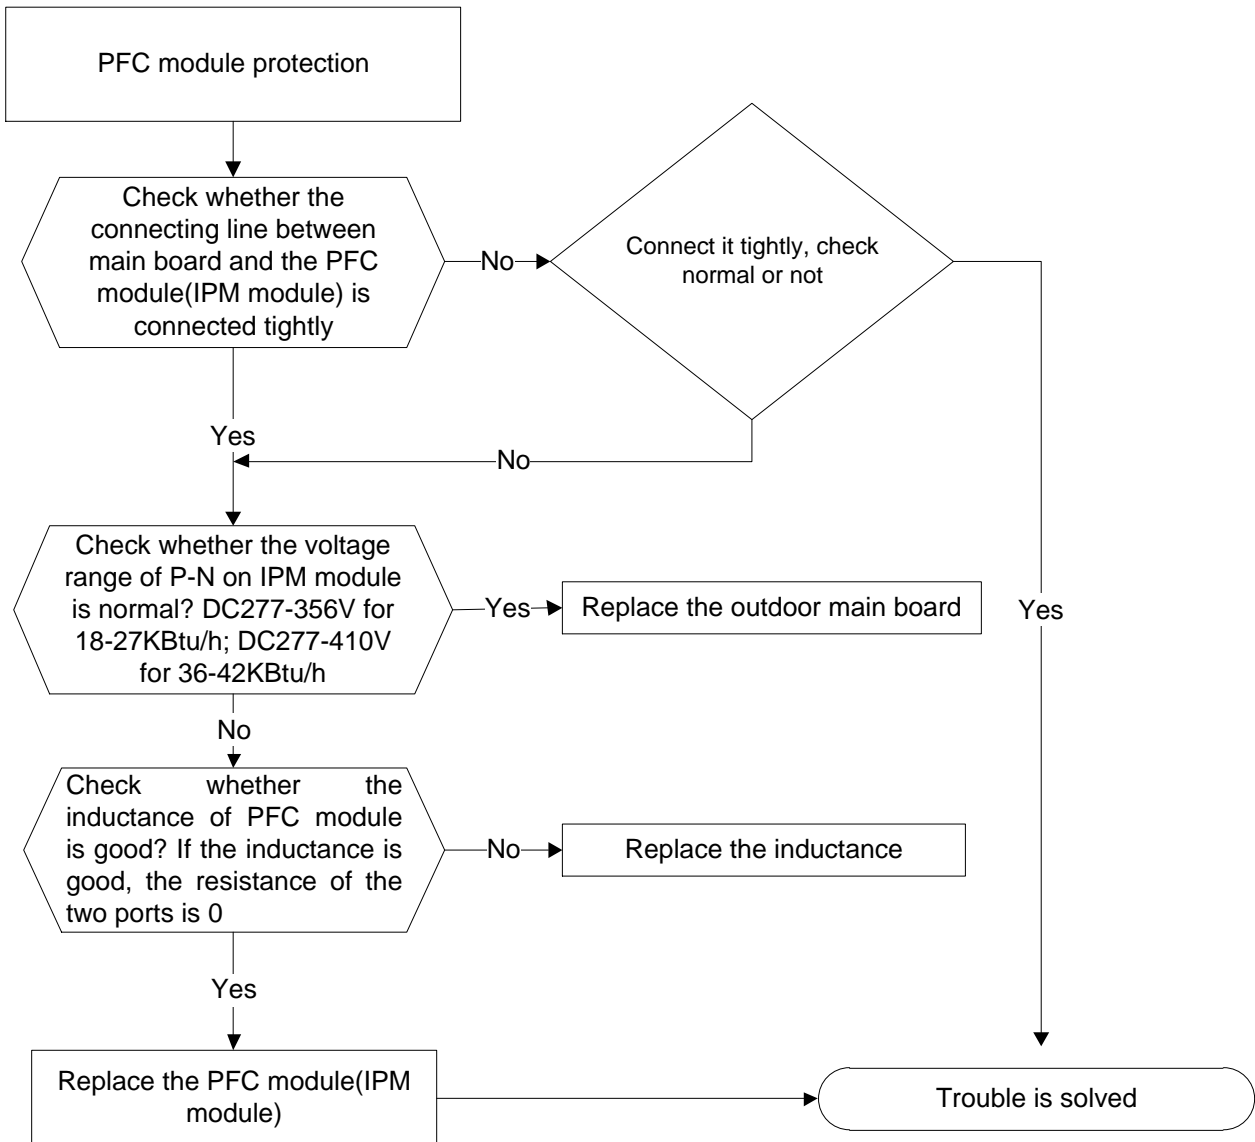 PFC module protection
Check whether the
connecting line between
main board and the PFC
module(IPM module) is
connected tightly
No
Connect it tightly, check
normal or not
Yes
No
Check whether the voltage
range of P-N on IPM module
is normal? DC277-356V for
18-27KBtu/h; DC277-410V
for 36-42KBtu/h
Yes
Replace the outdoor main board
Yes
No
Check whether the
inductance of PFC module
is good? If the inductance is
good, the resistance of the
two ports is 0
No
Replace the inductance
Yes
Replace the PFC module(IPM
module)
Trouble is solved